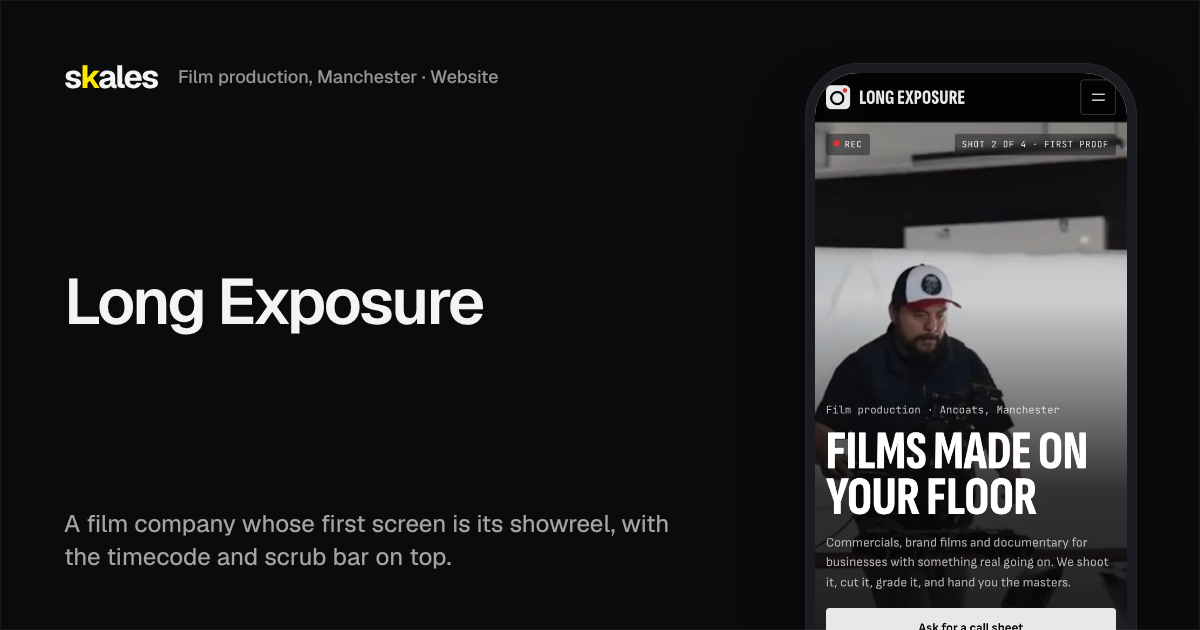 skales
Film production, Manchester · Website
Long Exposure
A film company whose first screen is its showreel, with
the timecode and scrub bar on top.
LONG EXPOSURE
REC
SHOT 2 OF 4 · FIRST PROOF
Film production · Ancoats, Manchester
FILMS MADE ON
YOUR FLOOR
Commercials, brand films and documentary for
businesses with something real going on. We shoot
it, cut it, grade it, and hand you the masters.
Ask for a call sheet